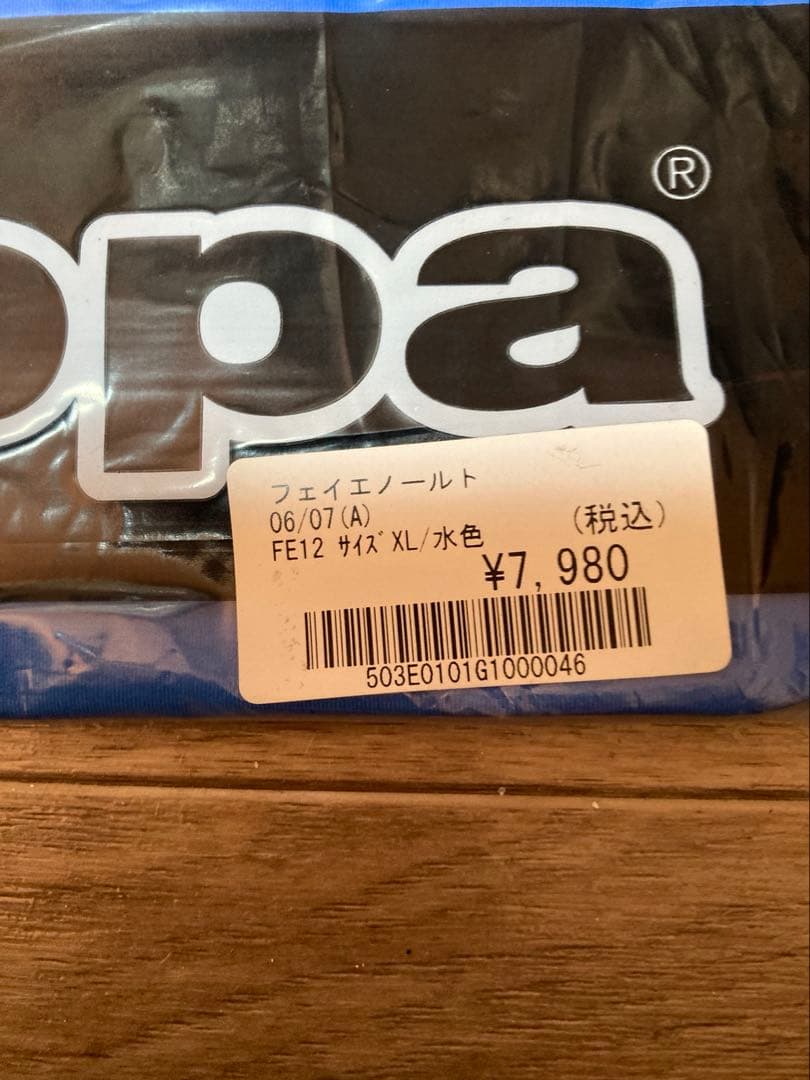 ppa®
フェイエノールト
06/07(A)
(税込)
FE12 サイズ XL/水色
¥7,980
503E0101G1000046